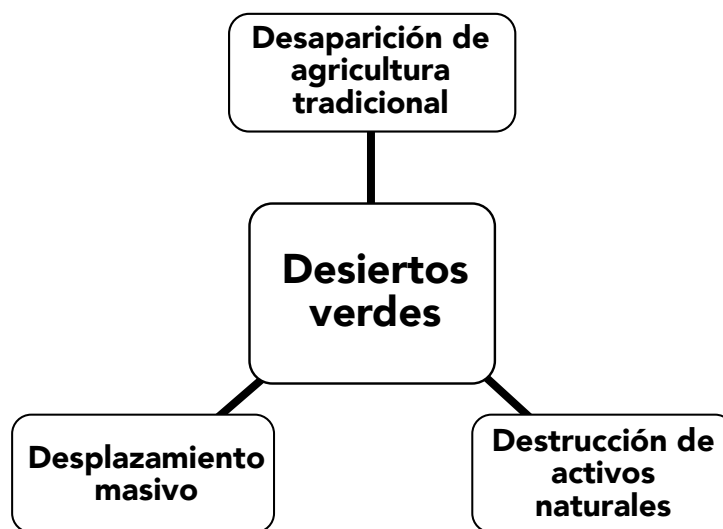 Desaparición de
agricultura
tradicional
Desiertos
verdes
Desplazamiento
masivo
Destrucción de
activos
naturales